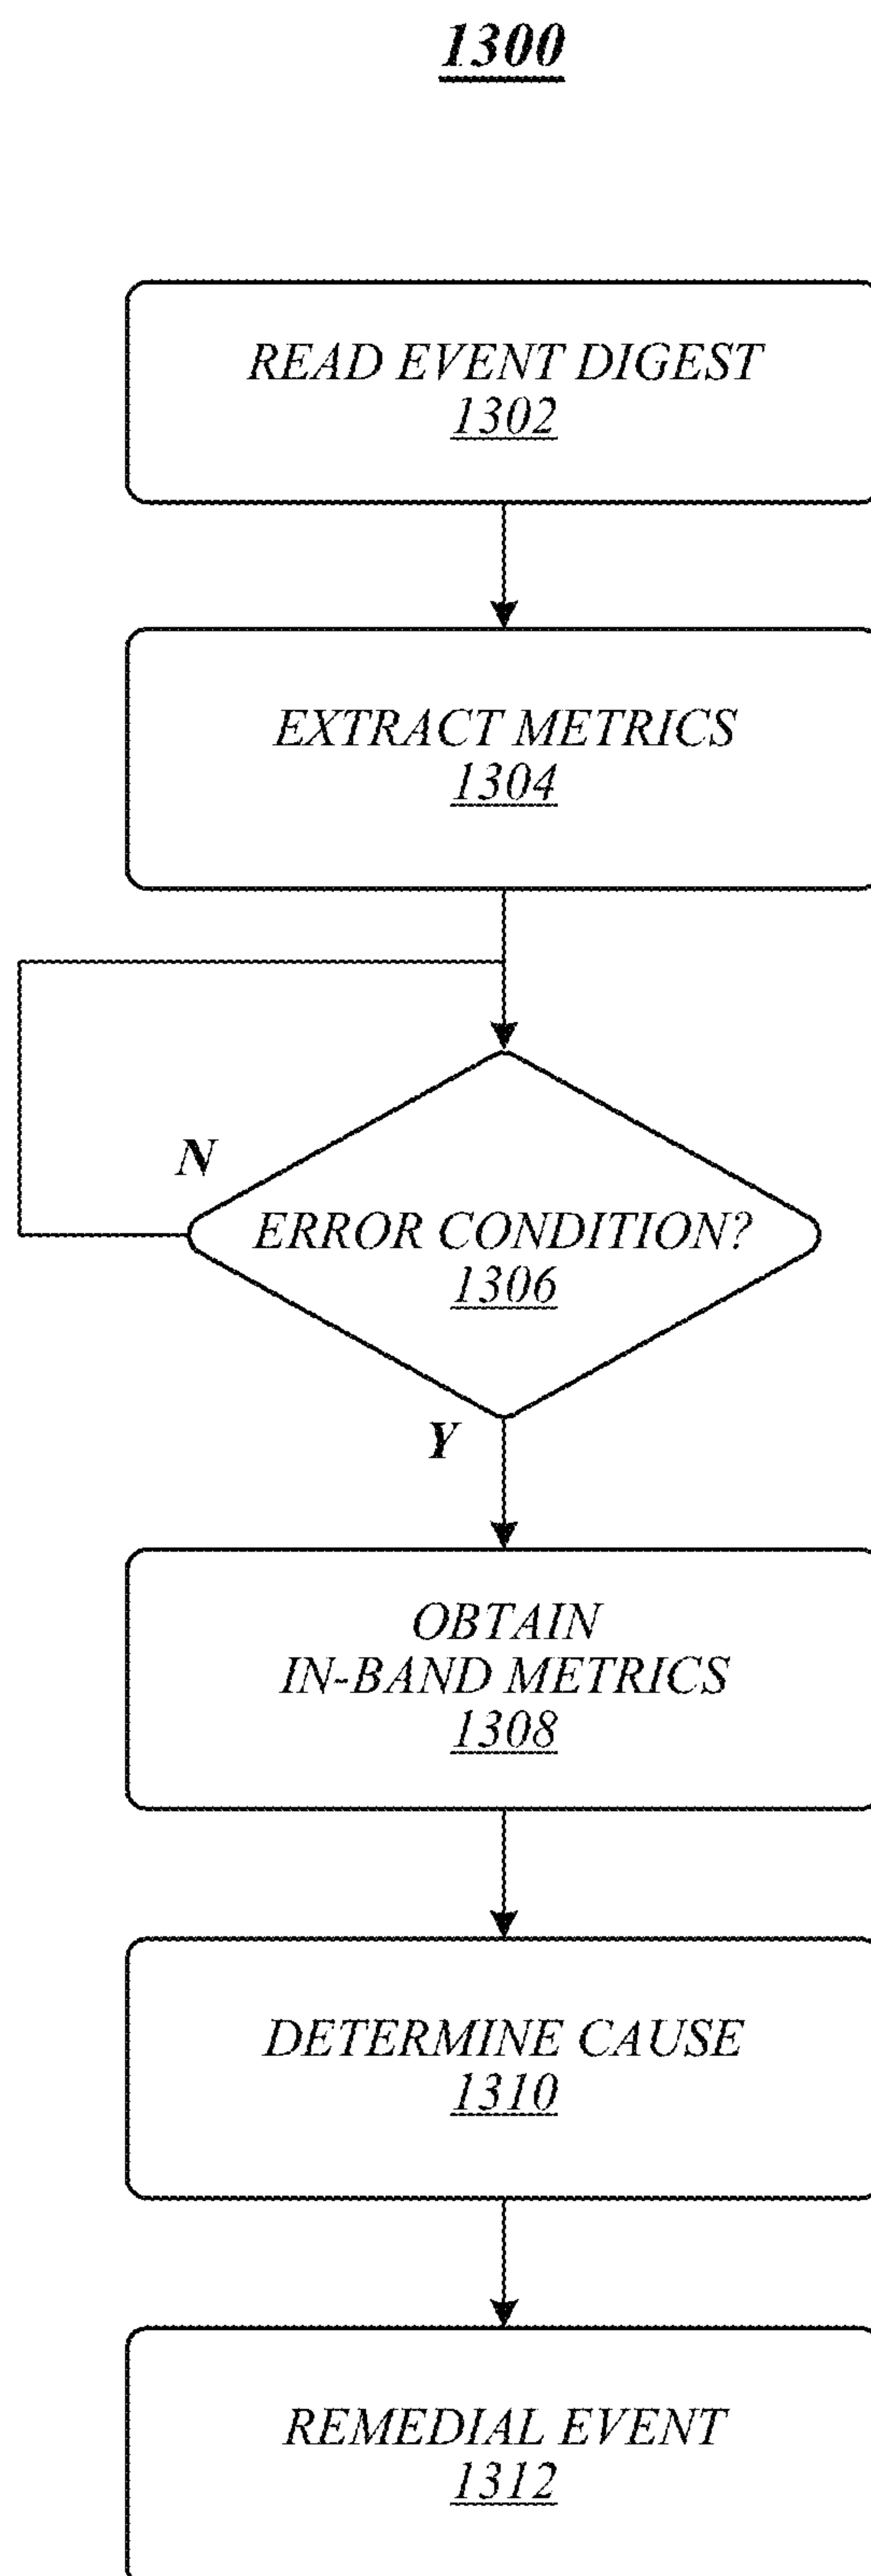 1300
READ EVENT DIGEST
1302
EXTRACT METRICS
1304
N
ERROR CONDITION?
1306
Y
OBTAIN
IN-BAND METRICS
1308
DETERMINE CAUSE
1310
REMEDIAL EVENT
1312